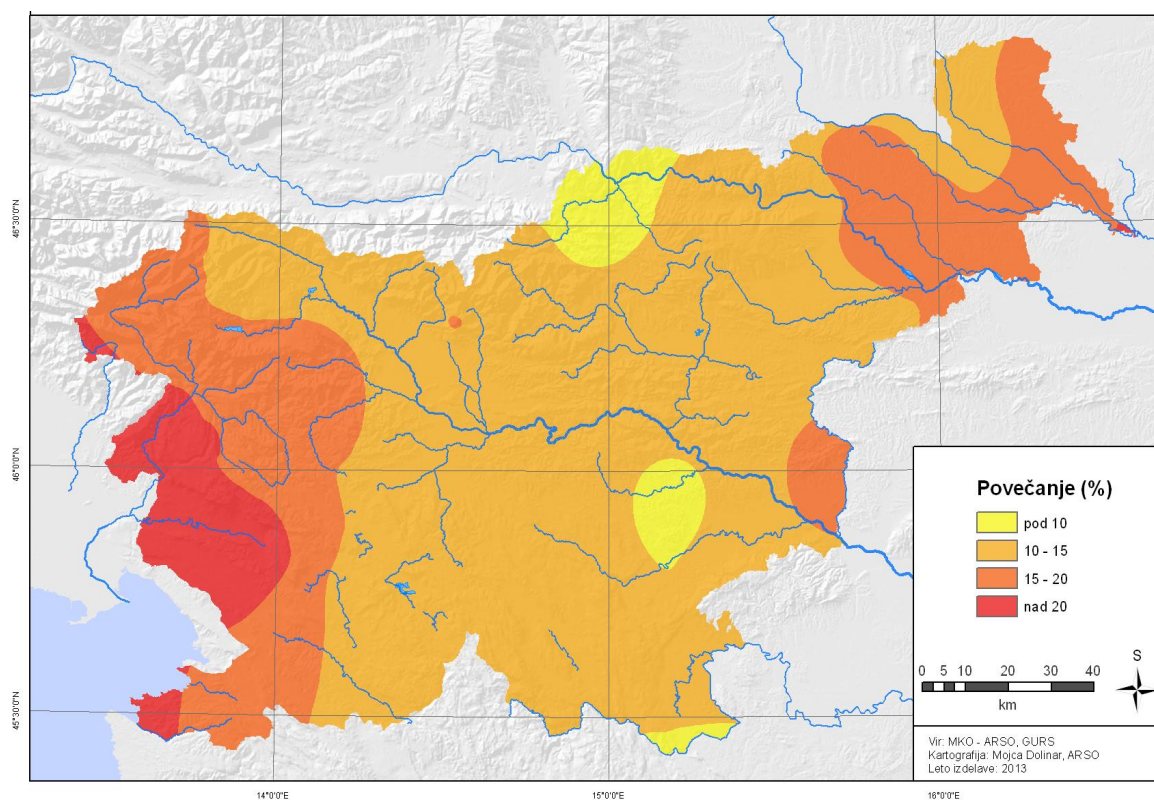 46°30'0"N
46°0'0"N
45°30'0"N
14°0'0"E
15°0'0"E
16°0'0"E
Povečanje (%)
pod 10
10 - 15
15 - 20
nad 20
0 5 10 20 30 40
km
S
Vir: MKO - ARSO, GURS
Kartografija: Mojca Dolinar, ARSO
Leto izdelave: 2013